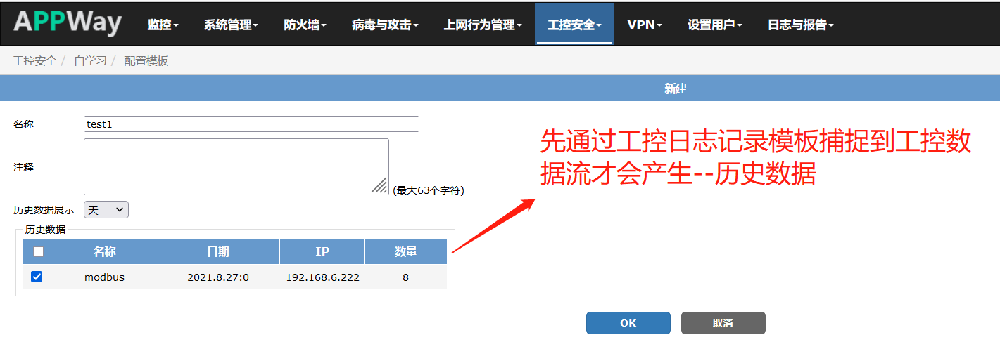 APPWay 监控 系统管理 防火墙 病毒与攻击 上网行为管理 工控安全 VPN 设置用户 日志与报告
工控安全 / 自学习 / 配置模板
新建
名称 test1
注释
(最大63个字符)
历史数据展示 天
历史数据
名称 日期 IP 数量
modbus 2021.8.27:0 192.168.6.222 8
先通过工控日志记录模板捕捉到工控数
据流才会产生--历史数据
OK 取消